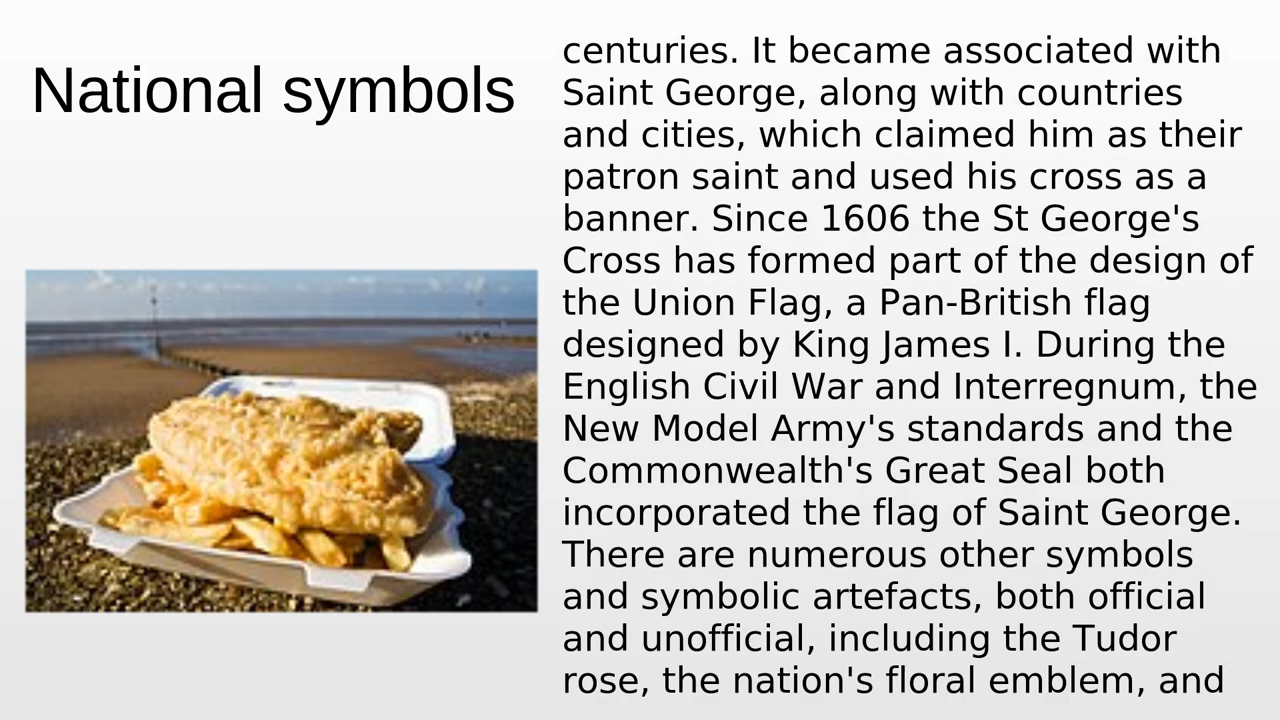 National symbols
centuries. It became associated with
Saint George, along with countries
and cities, which claimed him as their
patron saint and used his cross as a
banner. Since 1606 the St George's
Cross has formed part of the design of
the Union Flag, a Pan-British flag
designed by King James I. During the
English Civil War and Interregnum, the
New Model Army's standards and the
Commonwealth's Great Seal both
incorporated the flag of Saint George.
There are numerous other symbols
and symbolic artefacts, both official
and unofficial, including the Tudor
rose, the nation's floral emblem, and